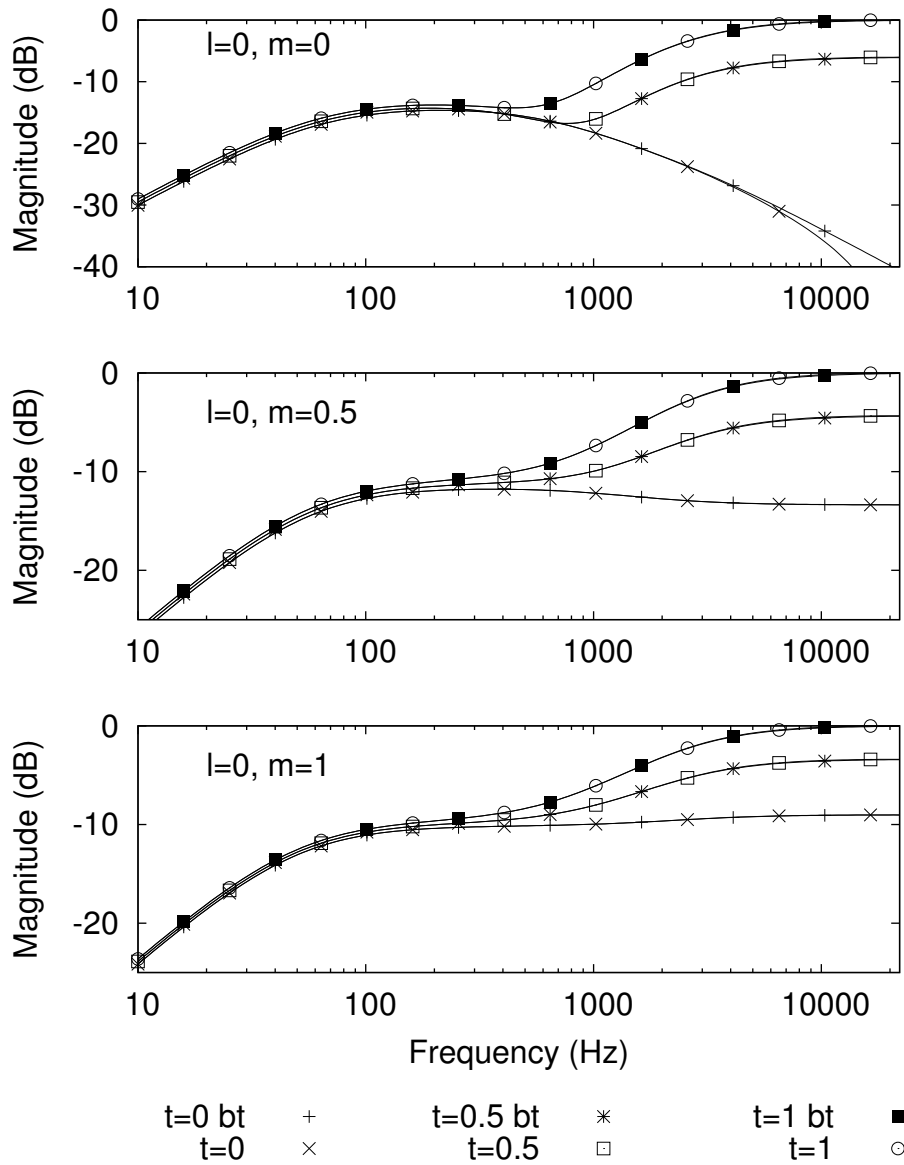 0
-10
-20
-30
-40
Magnitude (dB)
l=0, m=0
10 100 1000 10000
0
-10
-20
Magnitude (dB)
l=0, m=0.5
10 100 1000 10000
0
-10
-20
Magnitude (dB)
l=0, m=1
10 100 1000 10000
Frequency (Hz)
t=0 bt t=0.5 bt t=1 bt
t=0 t=0.5 t=1